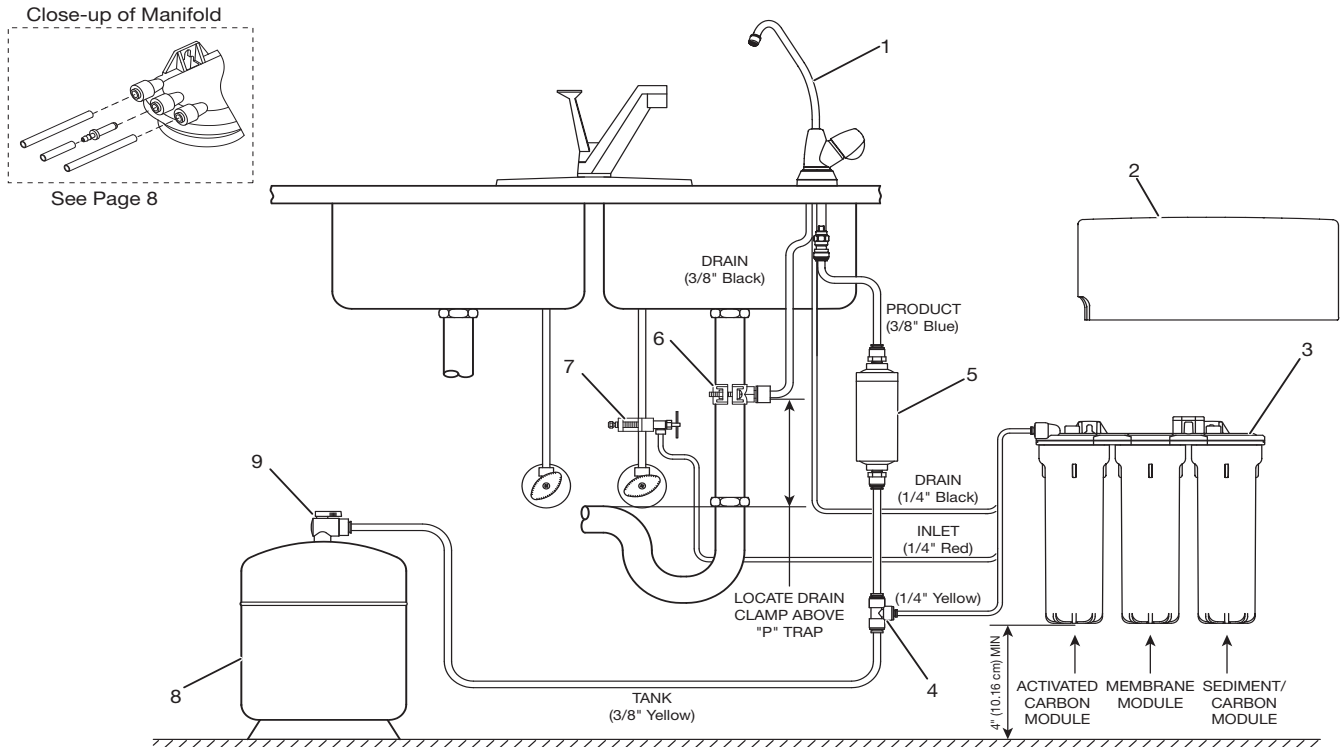 Close-up of Manifold
See Page 8
1
2
DRAIN
(3/8" Black)
PRODUCT
(3/8" Blue)
6
3
7
5
9
DRAIN
(1/4" Black)
INLET
(1/4" Red)
LOCATE DRAIN
CLAMP ABOVE
"P" TRAP
(1/4" Yellow)
4" (10.16 cm) MIN
8
4
TANK
(3/8" Yellow)
ACTIVATED
CARBON
MODULE
MEMBRANE
MODULE
SEDIMENT/
CARBON
MODULE